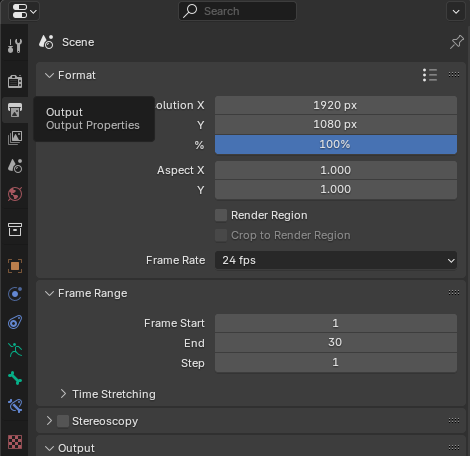 Search
Scene
Format
Output
Output Properties
olution X 1920 px
Y 1080 px
% 100%
Aspect X 1.000
Y 1.000
Render Region
Crop to Render Region
Frame Rate 24 fps
Frame Range
Frame Start 1
End 30
Step 1
Time Stretching
Stereoscopy
Output